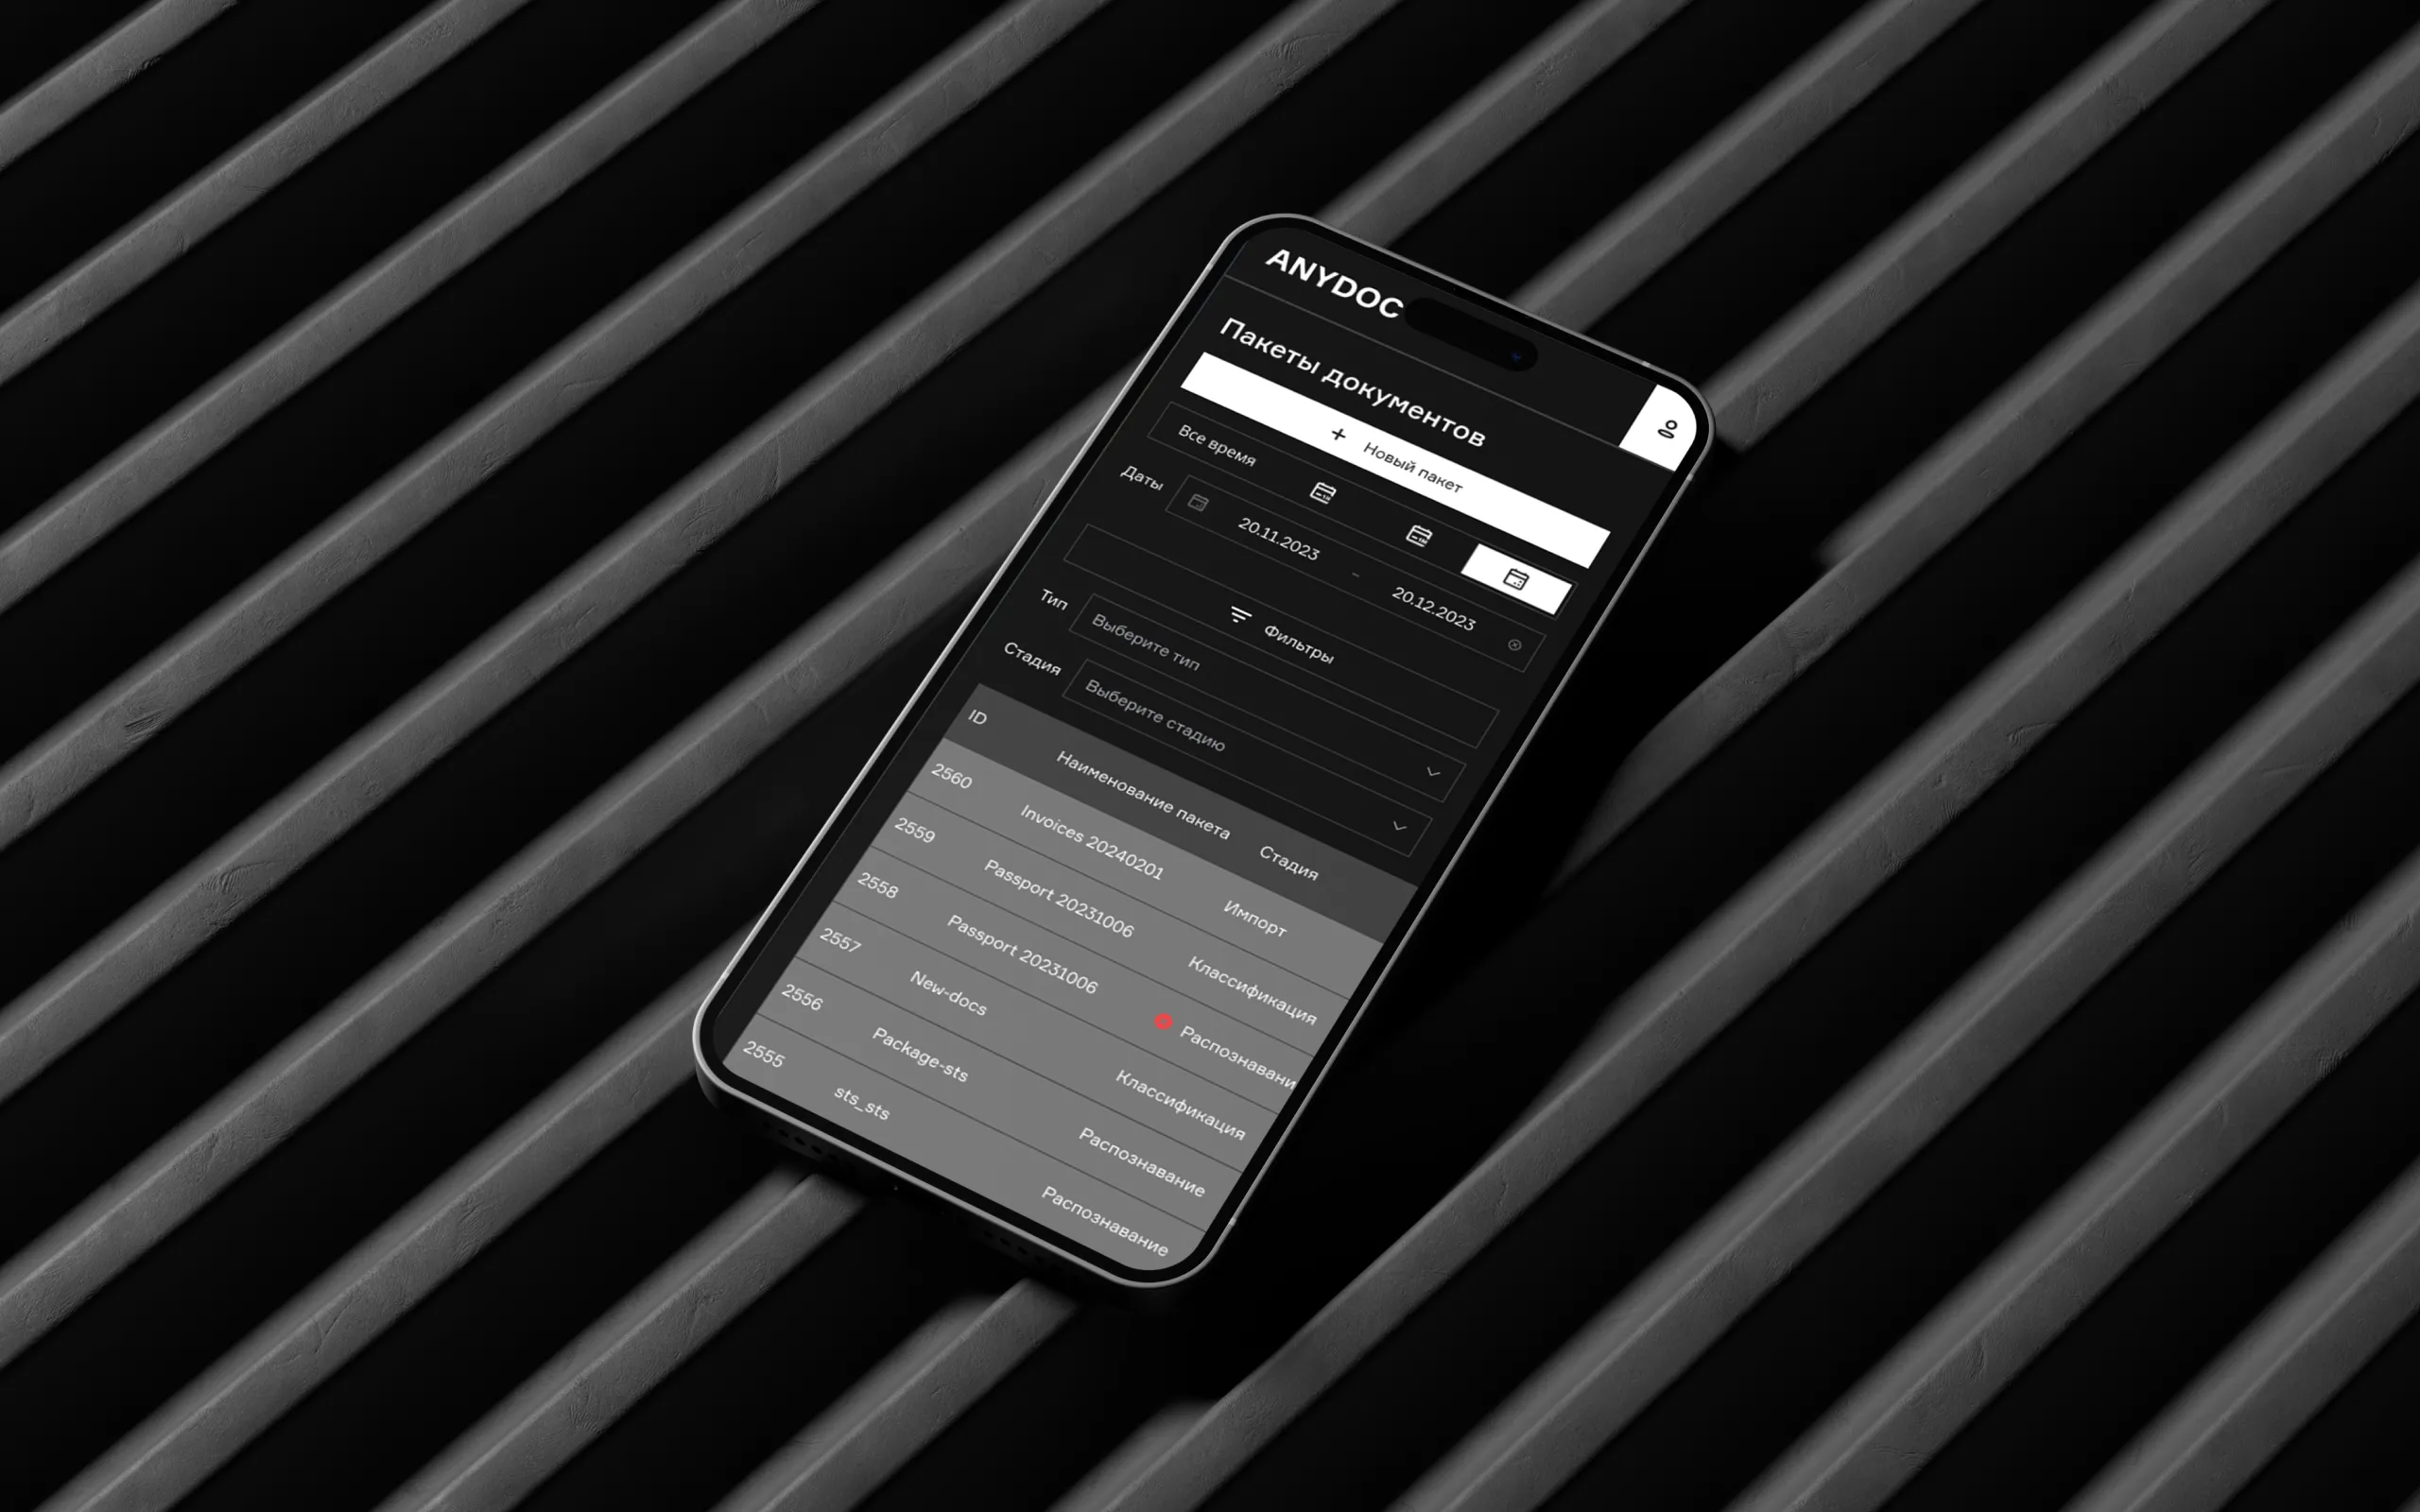 ANYDOC
Пакеты документов
+ Новый пакет
Все время
Даты 20.11.2023 - 20.12.2023
Фильтры
Тип Выберите тип
Стадия Выберите стадию
ID Наименование пакета Стадия
2560 Invoices 20240201 Импорт
2559 Passport 20231006 Классификация
2558 Passport 20231006 Распознавани
2557 New-docs Классификация
2556 Package-sts Распознавание
2555 sts_sts Распознавание